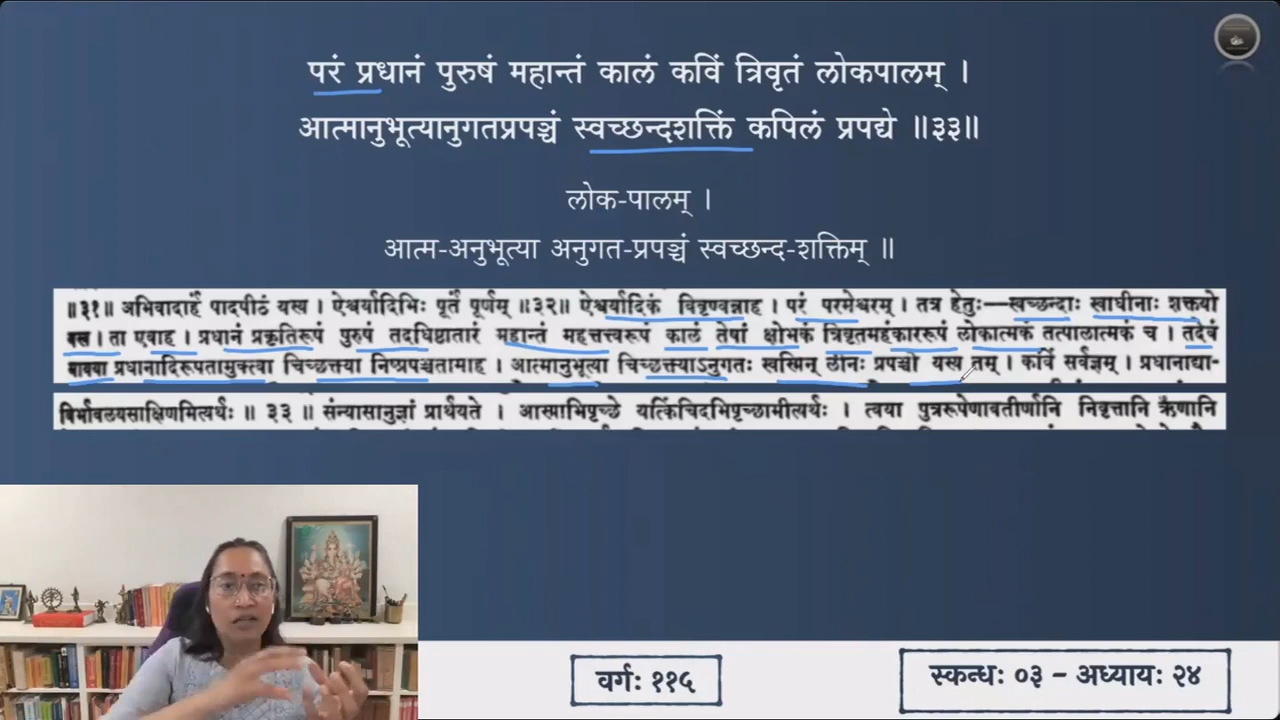 परं प्रधानं पुरुषं महान्तं कालं कविं त्रिवृतं लोकपालम् ।
आत्मानुभूत्यानुगतप्रपञ्चं स्वच्छन्दशक्तिं कपिलं प्रपद्ये ॥३३॥
लोक-पालम् ।
आत्म-अनुभूत्या अनुगत-प्रपञ्चं स्वच्छन्द-शक्तिम् ॥
॥३१॥ अभिवादार्हं पादपीठं यस्य । ऐश्वर्यादिभिः पूर्तं पूर्णम् ॥३२॥ ऐश्वर्यादिकं विवृण्वन्नाह । परं परमेश्वरम् । तत्र हेतुः—स्वच्छन्दाः स्वाधीनाः शक्तयो
यस्य । ता एवाह । प्रधानं प्रकृतिरूपं पुरुषं तदधिष्ठातारं महान्तं महत्तत्त्वरूपं कालं तेषां क्षोभकं त्रिवृतमहंकाररूपं लोकात्मकं तत्पालात्मकं च । तदेवं
मायया प्रधानादिरूपतामुक्त्वा चिच्छक्त्या निष्प्रपञ्चतामाह । आत्मानुभूत्या चिच्छक्त्याऽनुगतः स्वस्मिन् लीनः प्रपञ्चो यस्य तम् । कविं सर्वज्ञम् । प्रधानाद्या-
विर्भावलयसाक्षिणमित्यर्थः ॥ ३३ ॥ संन्यासानुज्ञां प्रार्थयते । आस्माभिपृच्छे यत्किंचिदभिपृच्छामीत्यर्थः । त्वया पुत्ररूपेणावतीर्णानि निवृत्तानि ऋणानि
वर्गः ११५
स्कन्धः ०३ - अध्यायः २४